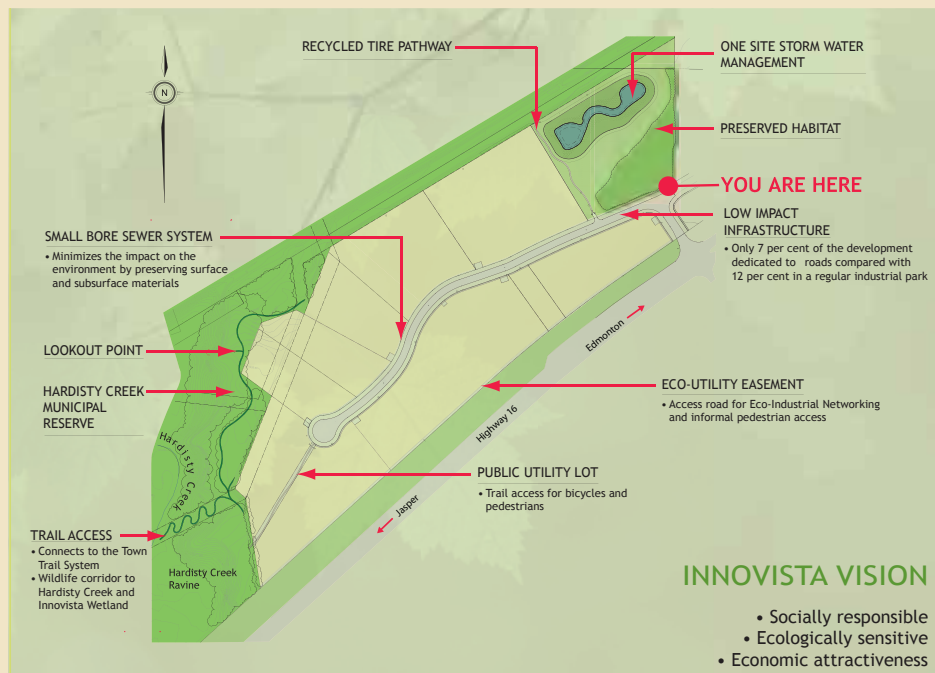 RECYCLED TIRE PATHWAY
ONE SITE STORM WATER
MANAGEMENT
N
PRESERVED HABITAT
YOU ARE HERE
LOW IMPACT
INFRASTRUCTURE
• Only 7 per cent of the development
dedicated to roads compared with
12 per cent in a regular industrial park
SMALL BORE SEWER SYSTEM
• Minimizes the impact on the
environment by preserving surface
and subsurface materials
Edmonton
LOOKOUT POINT
HARDISTY CREEK
MUNICIPAL
RESERVE
ECO-UTILITY EASEMENT
• Access road for Eco-Industrial Networking
and informal pedestrian access
Highway 16
Hardisty Creek
PUBLIC UTILITY LOT
• Trail access for bicycles and
pedestrians
Jasper
TRAIL ACCESS
• Connects to the Town
Trail System
• Wildlife corridor to
Hardisty Creek and
Innovista Wetland
Hardisty Creek
Ravine
INNOVISTA VISION
• Socially responsible
• Ecologically sensitive
• Economic attractiveness